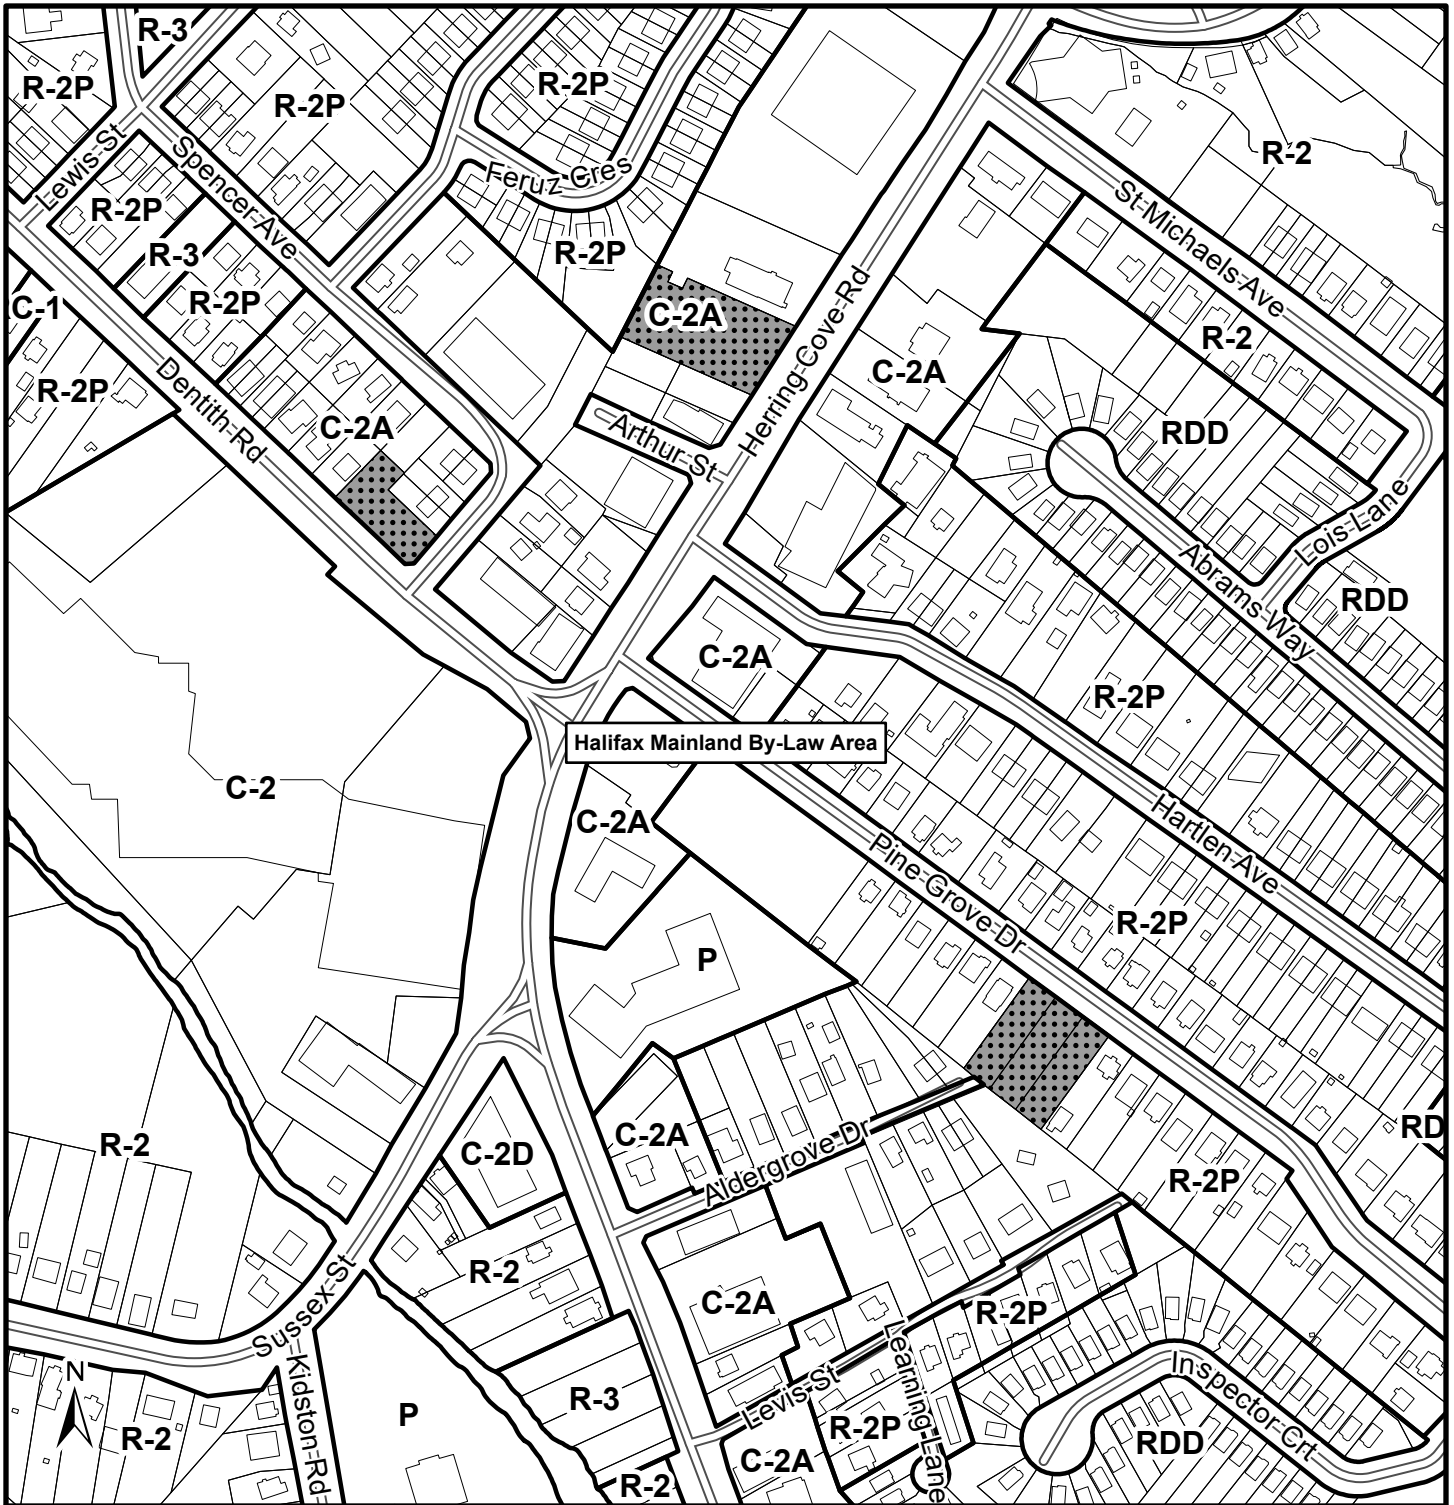 R-3
R-2P
R-2P
R-2P
R-2
Lewis St
Spencer Ave
Feruz Cres
St Michaels Ave
R-2P
R-3
R-2P
R-2P
C-1
C-2A
Herring Cove Rd
R-2
R-2P
Dentith Rd
C-2A
C-2A
Arthur St
RDD
Lois Lane
Abrams Way
RDD
C-2A
R-2P
Halifax Mainland By-Law Area
C-2
C-2A
Pine Grove Dr
Hartlen Ave
R-2P
P
R-2
C-2D
C-2A
Aldergrove Dr
RD
R-2P
R-2
C-2A
R-2P
Sussex St
Kidston Rd
N
R-2
P
R-3
Levis St
Learning Lane
R-2P
Inspector Crt
RDD
C-2A
R-2